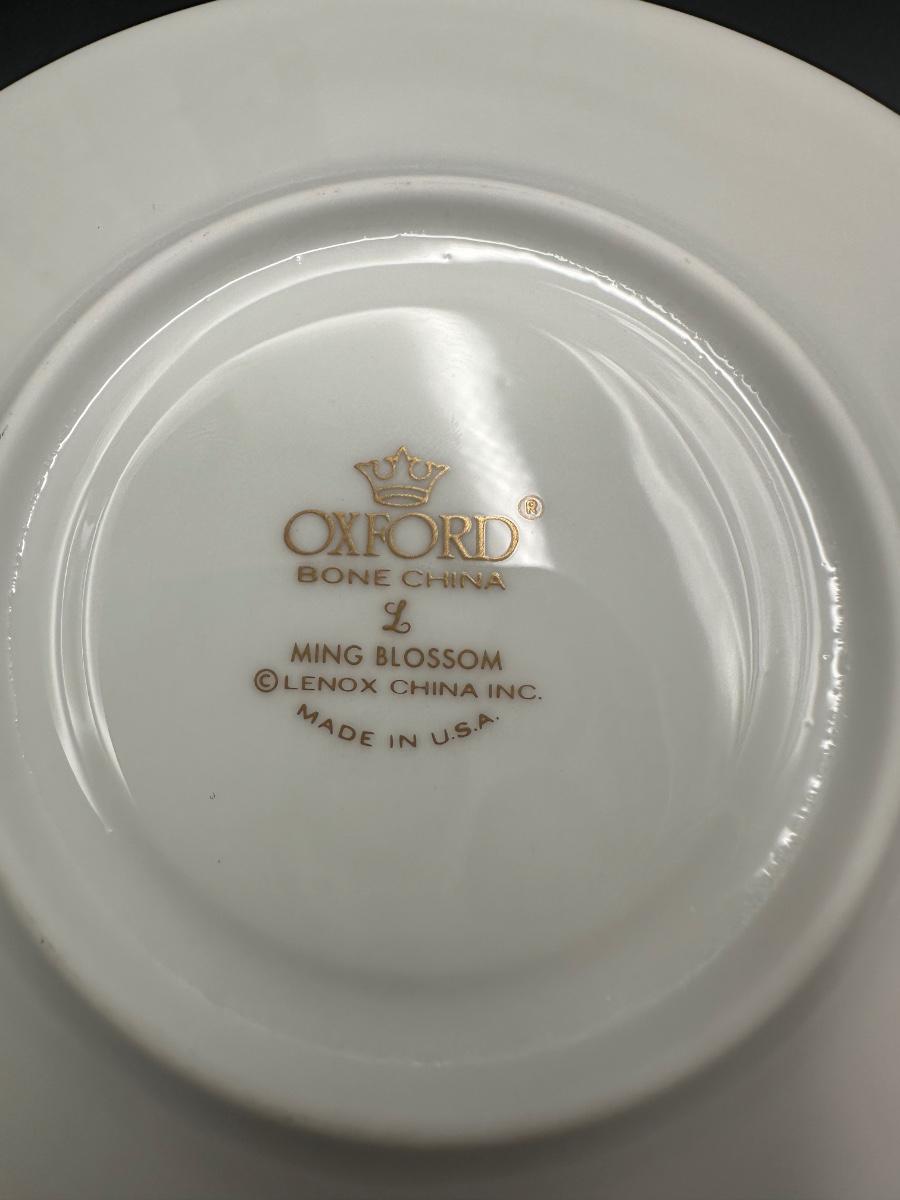 OXFORD®
BONE CHINA
L
MING BLOSSOM
©LENOX CHINA INC.
MADE IN U.S.A.